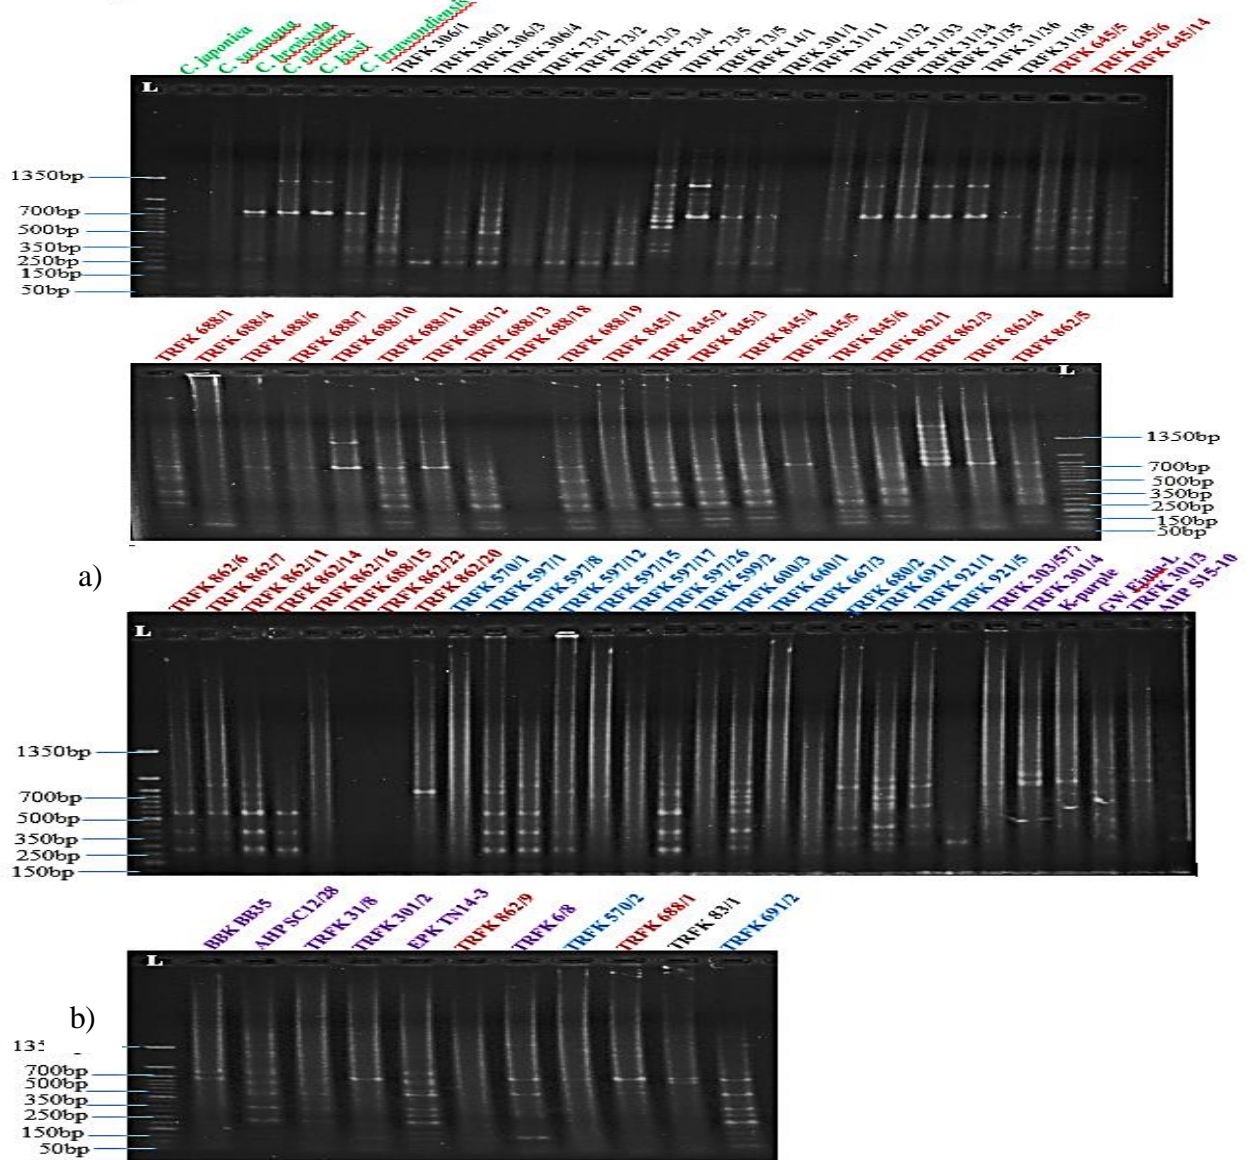 C. japonica
C. sasanqua
C. brevistyla
C. oleifera
C. kissi
C. irrawandiensis
TRFK 306/1
TRFK 306/2
TRFK 306/3
TRFK 306/4
TRFK 73/1
TRFK 73/2
TRFK 73/3
TRFK 73/4
TRFK 73/5
TRFK 73/5
TRFK 14/1
TRFK 301/1
TRFK 31/11
TRFK 31/32
TRFK 31/33
TRFK 31/34
TRFK 31/35
TRFK 31/36
TRFK 31/38
TRFK 645/5
TRFK 645/6
TRFK 645/14
L
1350bp
700bp
500bp
350bp
250bp
150bp
50bp
TRFK 688/1
TRFK 688/4
TRFK 688/6
TRFK 688/7
TRFK 688/10
TRFK 688/11
TRFK 688/12
TRFK 688/13
TRFK 688/18
TRFK 688/19
TRFK 845/1
TRFK 845/2
TRFK 845/3
TRFK 845/4
TRFK 845/5
TRFK 845/6
TRFK 862/1
TRFK 862/3
TRFK 862/4
TRFK 862/5
L
1350bp
700bp
500bp
350bp
250bp
150bp
50bp
a)
TRFK 862/6
TRFK 862/7
TRFK 862/11
TRFK 862/14
TRFK 862/16
TRFK 688/15
TRFK 862/22
TRFK 862/20
TRFK 570/1
TRFK 597/1
TRFK 597/8
TRFK 597/12
TRFK 597/15
TRFK 597/17
TRFK 597/26
TRFK 599/2
TRFK 600/3
TRFK 660/1
TRFK 667/3
TRFK 680/2
TRFK 691/1
TRFK 921/1
TRFK 921/5
TRFK 303/577
TRFK 301/4
K-purple
GW Ejulu-L
TRFK 301/3
AHP S15-10
L
1350bp
700bp
500bp
350bp
250bp
150bp
BBK BB35
AHP SC12/28
TRFK 31/8
TRFK 301/2
EPK TN14-3
TRFK 862/9
TRFK 6/8
TRFK 570/2
TRFK 688/1
TRFK 83/1
TRFK 691/2
L
b)
700bp
500bp
350bp
250bp
150bp
50bp